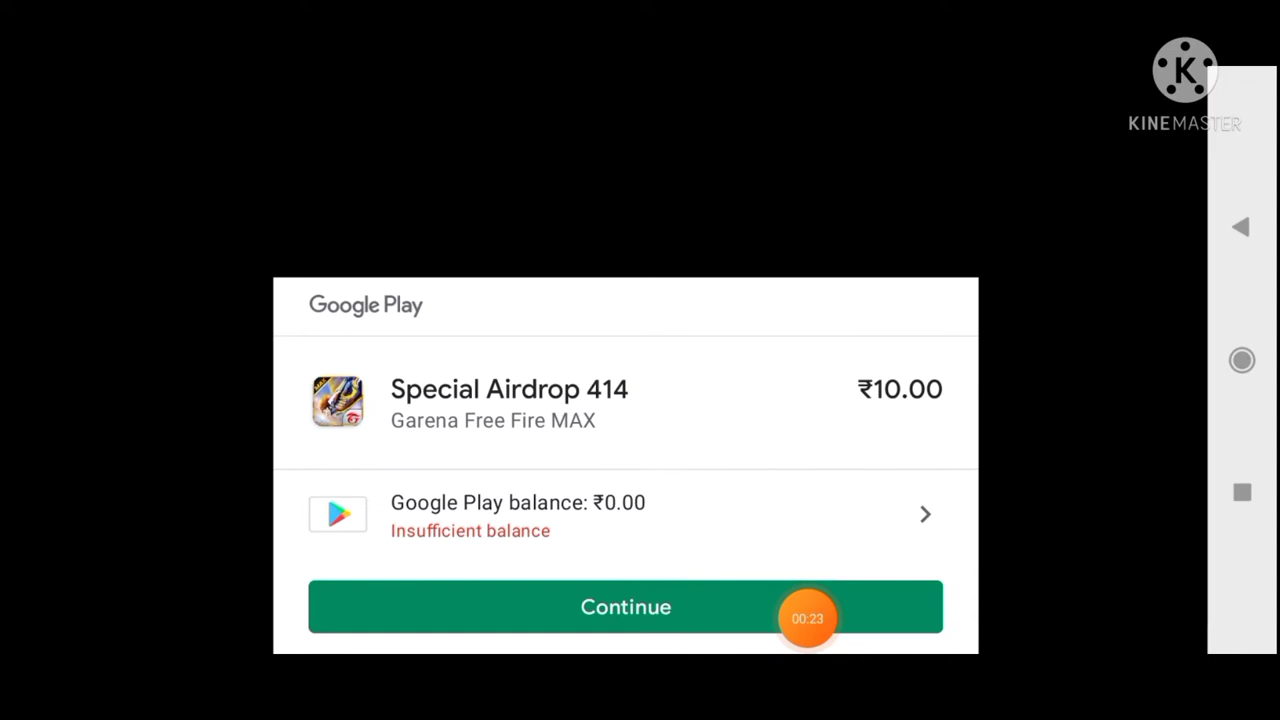 KINEMASTER
Google Play
Special Airdrop 414
₹10.00
Garena Free Fire MAX
Google Play balance: ₹0.00
Insufficient balance
Continue
00:23